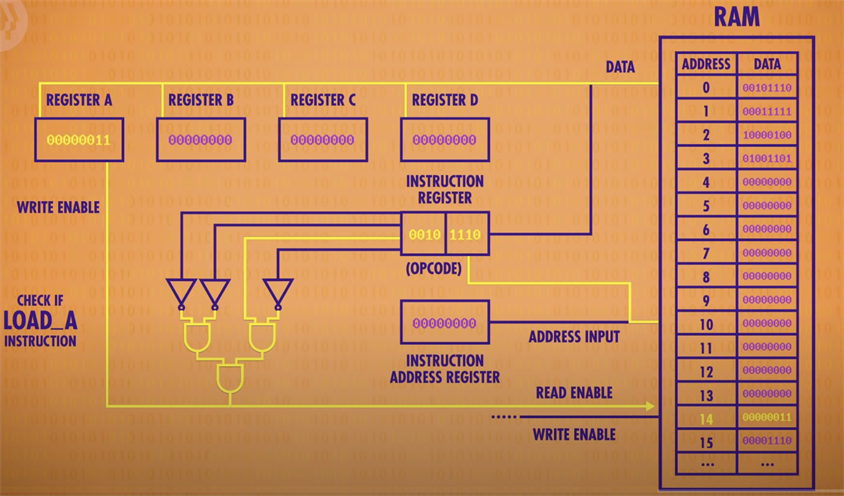 RAM
DATA
ADDRESS DATA
0 00101110
1 00011111
2 10000100
3 01001101
4 00000000
5 00000000
6 00000000
7 00000000
8 00000000
9 00000000
10 00000000
11 00000000
12 00000000
13 00000000
14 00000011
15 00001110
... ...
REGISTER A
REGISTER B
REGISTER C
REGISTER D
00000011
00000000
00000000
00000000
WRITE ENABLE
INSTRUCTION
REGISTER
0010 1110
(OPCODE)
CHECK IF
LOAD_A
INSTRUCTION
00000000
ADDRESS INPUT
INSTRUCTION
ADDRESS REGISTER
READ ENABLE
WRITE ENABLE